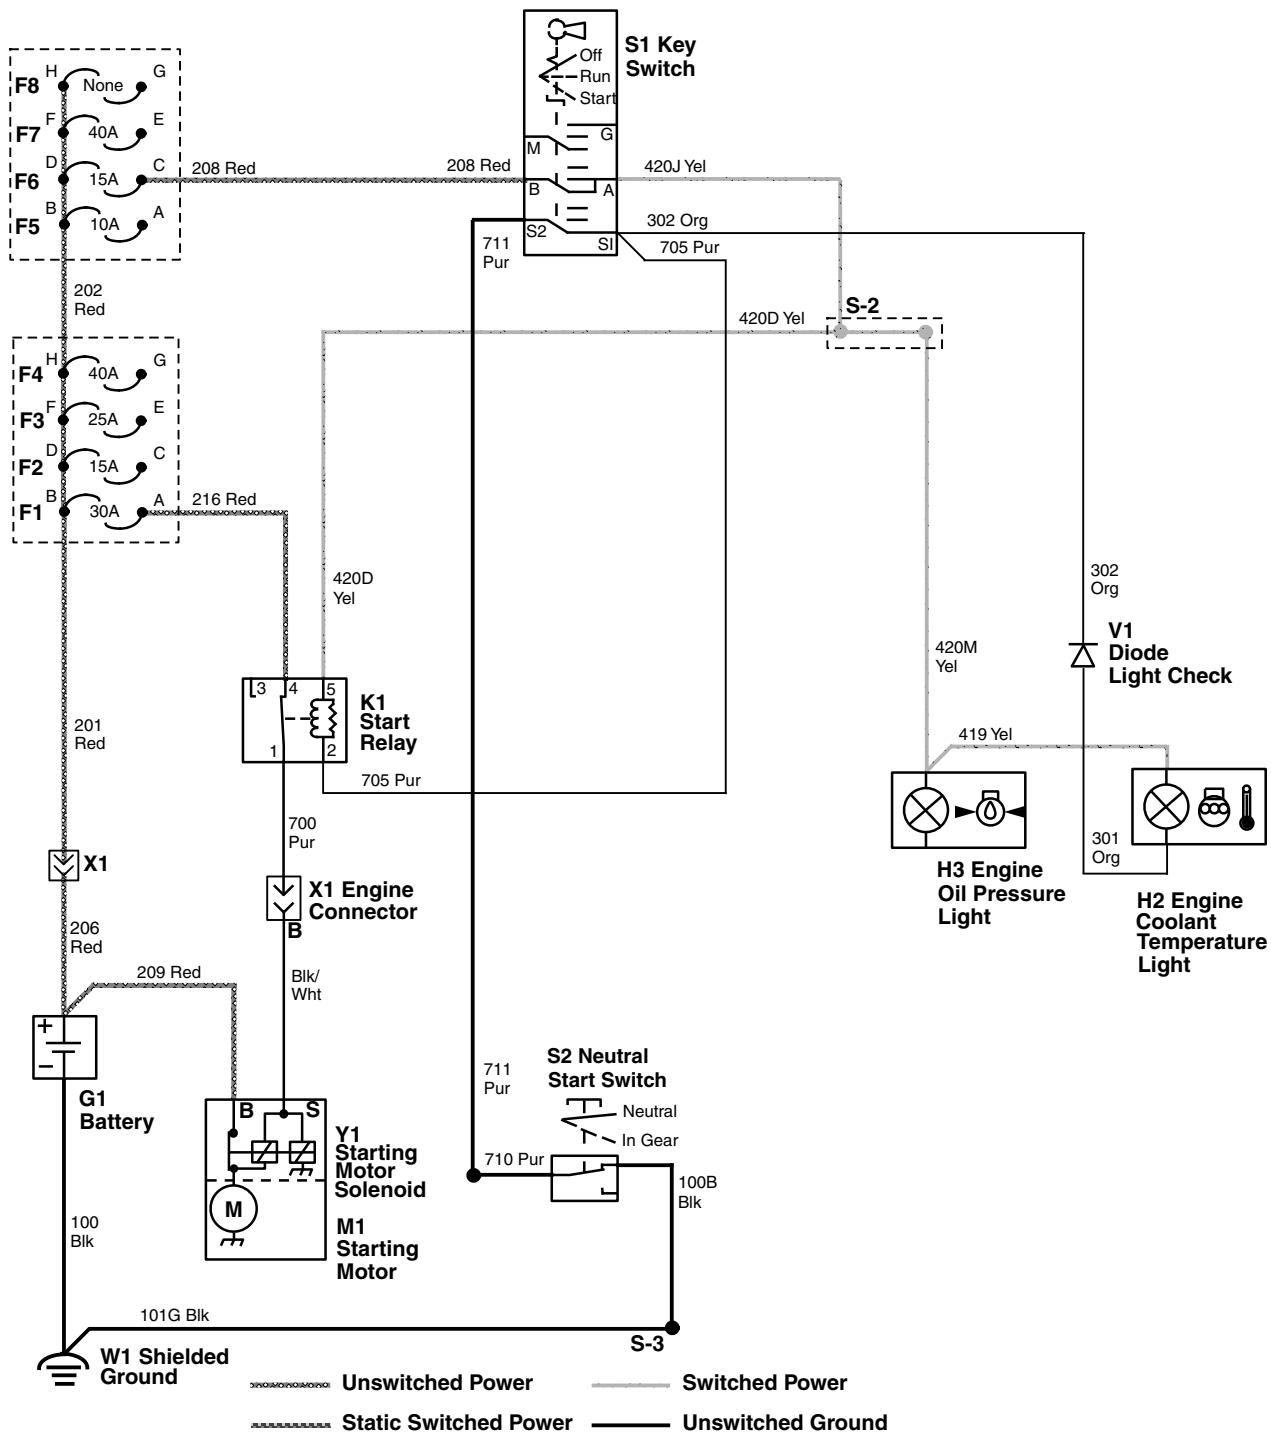 S1 Key
Switch
Off
Run
Start
G
M
B
A
S2
SI
H
G
F8
None
F
E
F7
40A
D
C
F6
15A
B
A
F5
10A
208 Red
208 Red
420J Yel
302 Org
705 Pur
711
Pur
202
Red
S-2
420D Yel
H
G
F4
40A
F
E
F3
25A
D
C
F2
15A
B
A
F1
30A
216 Red
420D
Yel
302
Org
V1
Diode
Light Check
420M
Yel
3
4
5
1
2
K1
Start
Relay
201
Red
419 Yel
705 Pur
700
Pur
301
Org
X1
X1 Engine
Connector
B
H3 Engine
Oil Pressure
Light
H2 Engine
Coolant
Temperature
Light
206
Red
209 Red
Blk/
Wht
+
−
G1
Battery
B
S
Y1
Starting
Motor
Solenoid
M
M1
Starting
Motor
711
Pur
S2 Neutral
Start Switch
Neutral
In Gear
710 Pur
100B
Blk
100
Blk
101G Blk
S-3
W1 Shielded
Ground
Unswitched Power
Switched Power
Static Switched Power
Unswitched Ground